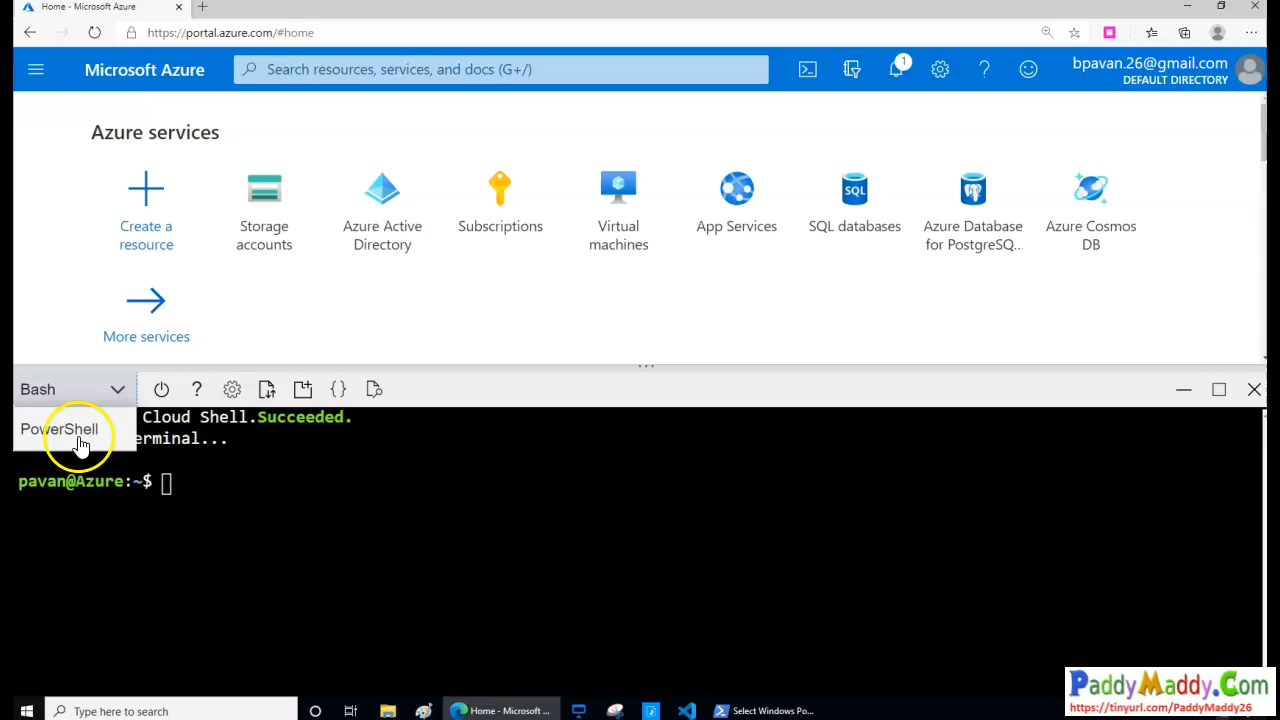 Home - Microsoft Azure
https://portal.azure.com/#home
Microsoft Azure
Search resources, services, and docs (G+/)
1
bpavan.26@gmail.com
DEFAULT DIRECTORY
Azure services
Create a resource
Storage accounts
Azure Active Directory
Subscriptions
Virtual machines
App Services
SQL
SQL databases
Azure Database for PostgreSQ...
Azure Cosmos DB
More services
Bash
PowerShell
Cloud Shell.Succeeded.
erminal...
pavan@Azure:~$
PaddyMaddy.Com
https://tinyurl.com/PaddyMaddy26
Type here to search
Home - Microsoft ...
Select Windows Po...